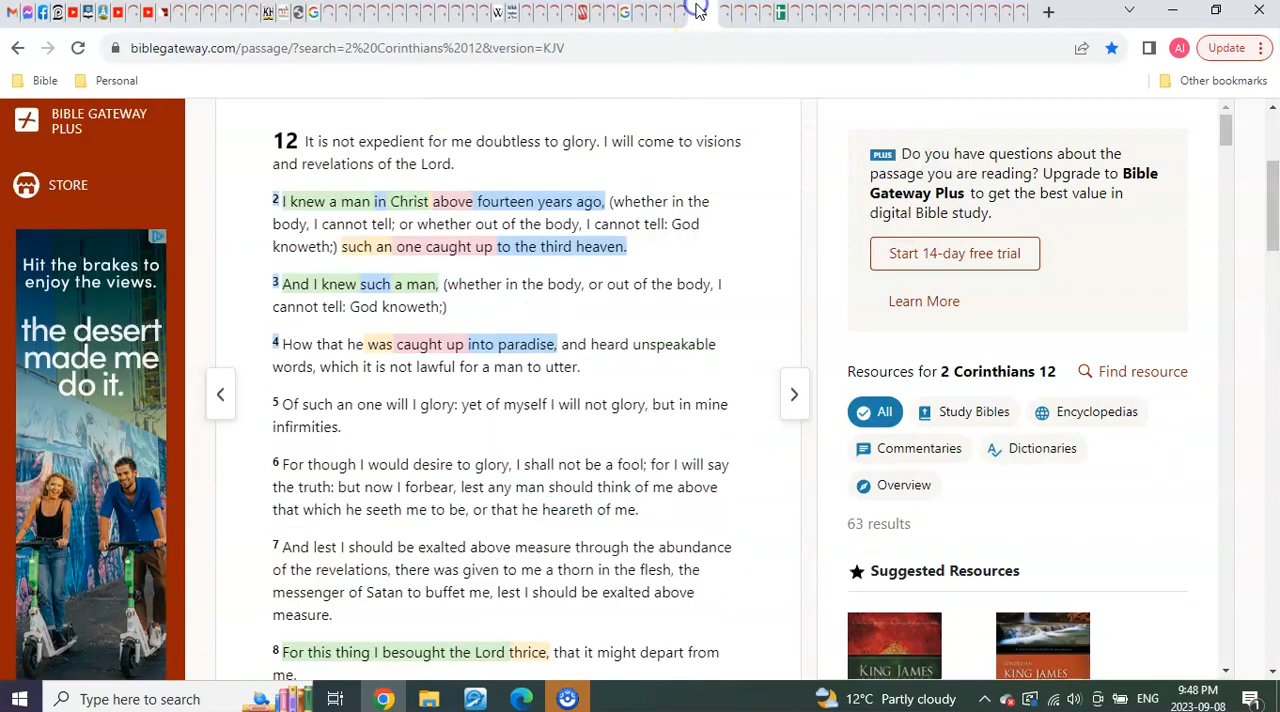 biblegateway.com/passage/?search=2%20Corinthians%2012&version=KJV
AI
Update
Bible
Personal
Other bookmarks
BIBLE GATEWAY
PLUS
STORE
Hit the brakes to
enjoy the views.
the desert
made me
do it.
12 It is not expedient for me doubtless to glory. I will come to visions
and revelations of the Lord.
2 I knew a man in Christ above fourteen years ago, (whether in the
body, I cannot tell; or whether out of the body, I cannot tell: God
knoweth;) such an one caught up to the third heaven.
3 And I knew such a man, (whether in the body, or out of the body, I
cannot tell: God knoweth;)
4 How that he was caught up into paradise, and heard unspeakable
words, which it is not lawful for a man to utter.
5 Of such an one will I glory: yet of myself I will not glory, but in mine
infirmities.
6 For though I would desire to glory, I shall not be a fool; for I will say
the truth: but now I forbear, lest any man should think of me above
that which he seeth me to be, or that he heareth of me.
7 And lest I should be exalted above measure through the abundance
of the revelations, there was given to me a thorn in the flesh, the
messenger of Satan to buffet me, lest I should be exalted above
measure.
8 For this thing I besought the Lord thrice, that it might depart from
me.
PLUS Do you have questions about the
passage you are reading? Upgrade to Bible
Gateway Plus to get the best value in
digital Bible study.
Start 14-day free trial
Learn More
Resources for 2 Corinthians 12
Find resource
All
Study Bibles
Encyclopedias
Commentaries
Dictionaries
Overview
63 results
Suggested Resources
KING JAMES
KING JAMES
Type here to search
12°C Partly cloudy
ENG
9:48 PM
2023-09-08